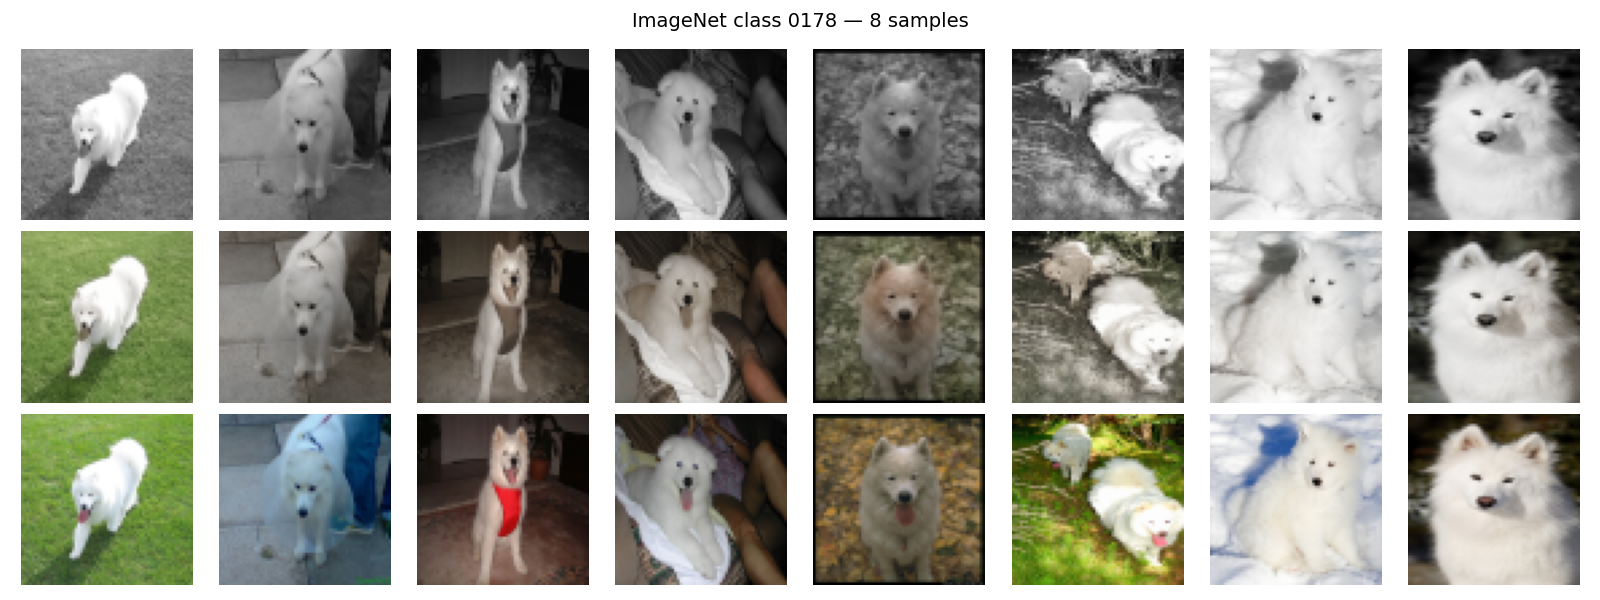 ImageNet class 0178 — 8 samples